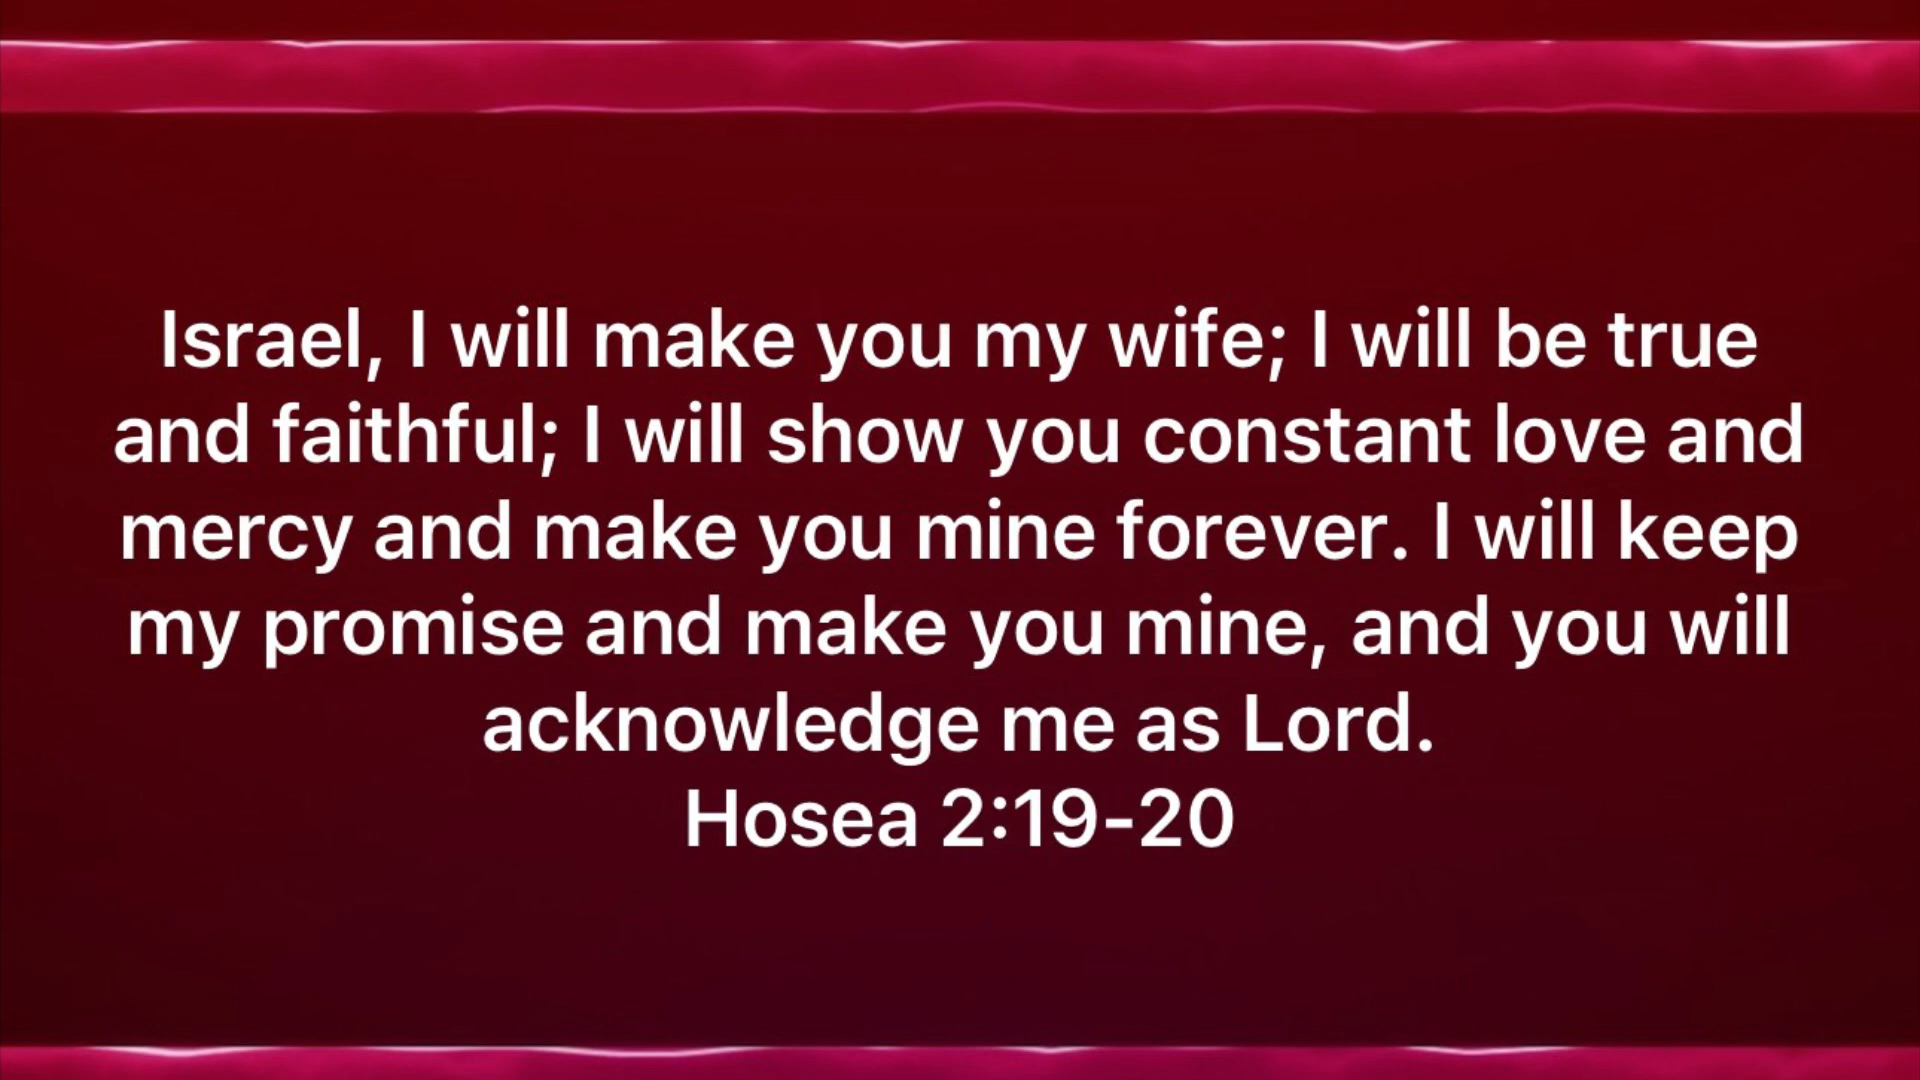 Israel, I will make you my wife; I will be true
and faithful; I will show you constant love and
mercy and make you mine forever. I will keep
my promise and make you mine, and you will
acknowledge me as Lord.
Hosea 2:19-20